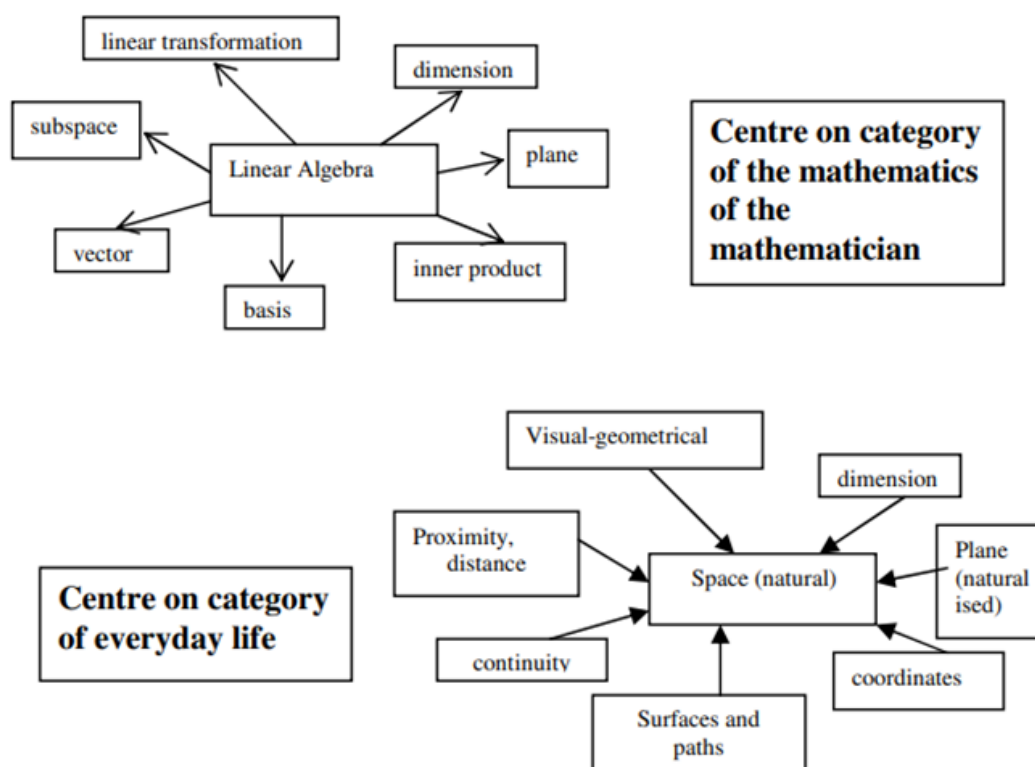 linear transformation
dimension
subspace
Linear Algebra
plane
vector
inner product
basis
Centre on category
of the mathematics
of the
mathematician
Visual-geometrical
dimension
Proximity,
distance
Space (natural)
Plane
(natural
ised)
continuity
coordinates
Surfaces and
paths
Centre on category
of everyday life